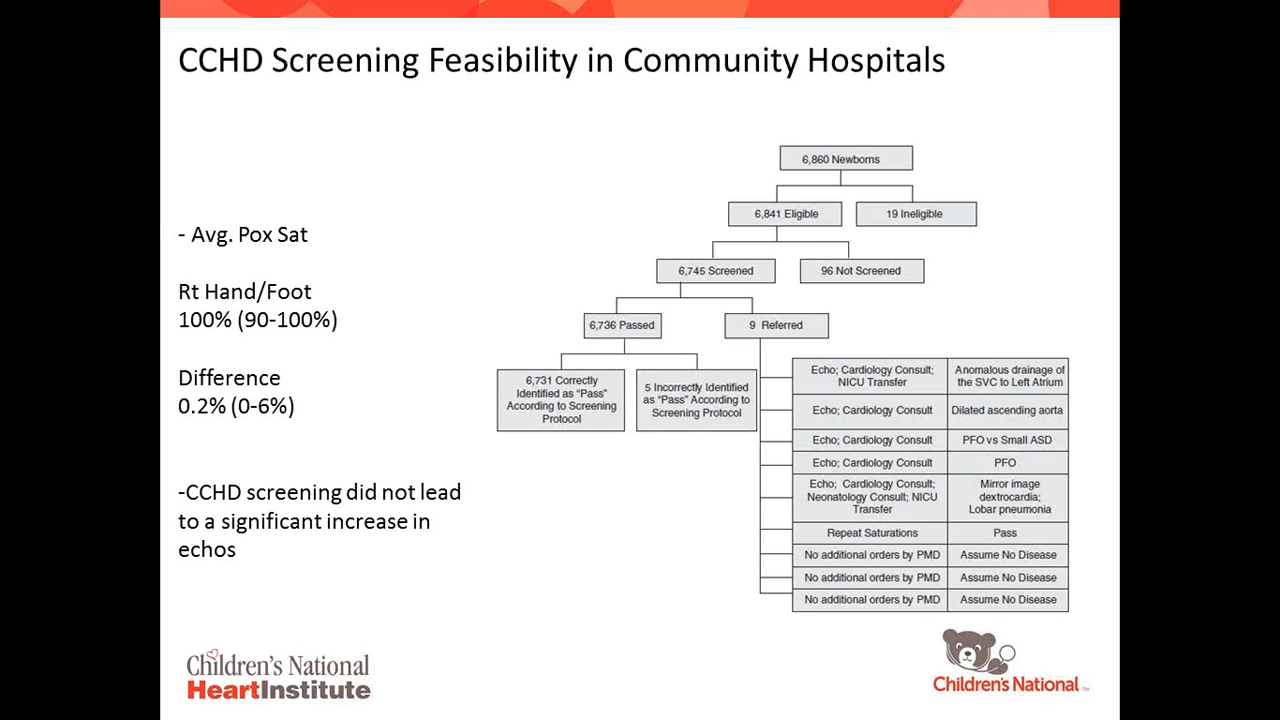 CCHD Screening Feasibility in Community Hospitals
- Avg. Pox Sat
Rt Hand/Foot
100% (90-100%)
Difference
0.2% (0-6%)
-CCHD screening did not lead
to a significant increase in
echos
6,860 Newborns
6,841 Eligible
19 Ineligible
6,745 Screened
96 Not Screened
6,736 Passed
9 Referred
6,731 Correctly
Identified as “Pass”
According to Screening
Protocol
5 Incorrectly Identified
as “Pass” According to
Screening Protocol
Echo; Cardiology Consult;
NICU Transfer
Anomalous drainage of
the SVC to Left Atrium
Echo; Cardiology Consult
Dilated ascending aorta
Echo; Cardiology Consult
PFO vs Small ASD
Echo; Cardiology Consult
PFO
Echo; Cardiology Consult;
Neonatology Consult; NICU
Transfer
Mirror image
dextrocardia;
Lobar pneumonia
Repeat Saturations
Pass
No additional orders by PMD
Assume No Disease
No additional orders by PMD
Assume No Disease
No additional orders by PMD
Assume No Disease
Children's National
HeartInstitute
Children's National™